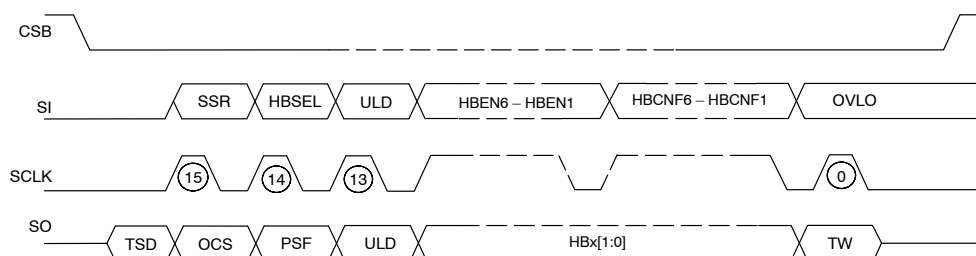 CSB
SI SSR HBSEL ULD HBEN6 – HBEN1 HBCNF6 – HBCNF1 OVLO
SCLK 15 14 13 0
SO TSD OCS PSF ULD HBx[1:0] TW